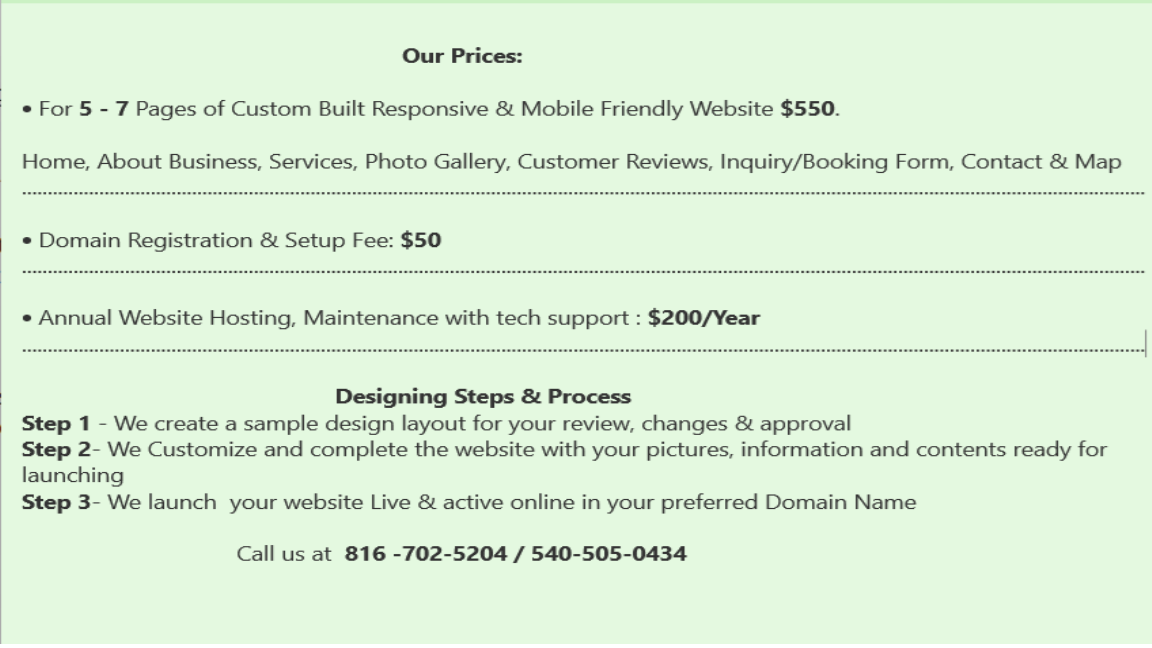 Our Prices:
• For 5 - 7 Pages of Custom Built Responsive & Mobile Friendly Website $550.
Home, About Business, Services, Photo Gallery, Customer Reviews, Inquiry/Booking Form, Contact & Map
• Domain Registration & Setup Fee: $50
• Annual Website Hosting, Maintenance with tech support : $200/Year
Designing Steps & Process
Step 1 - We create a sample design layout for your review, changes & approval
Step 2- We Customize and complete the website with your pictures, information and contents ready for
launching
Step 3- We launch  your website Live & active online in your preferred Domain Name
Call us at  816 -702-5204 / 540-505-0434